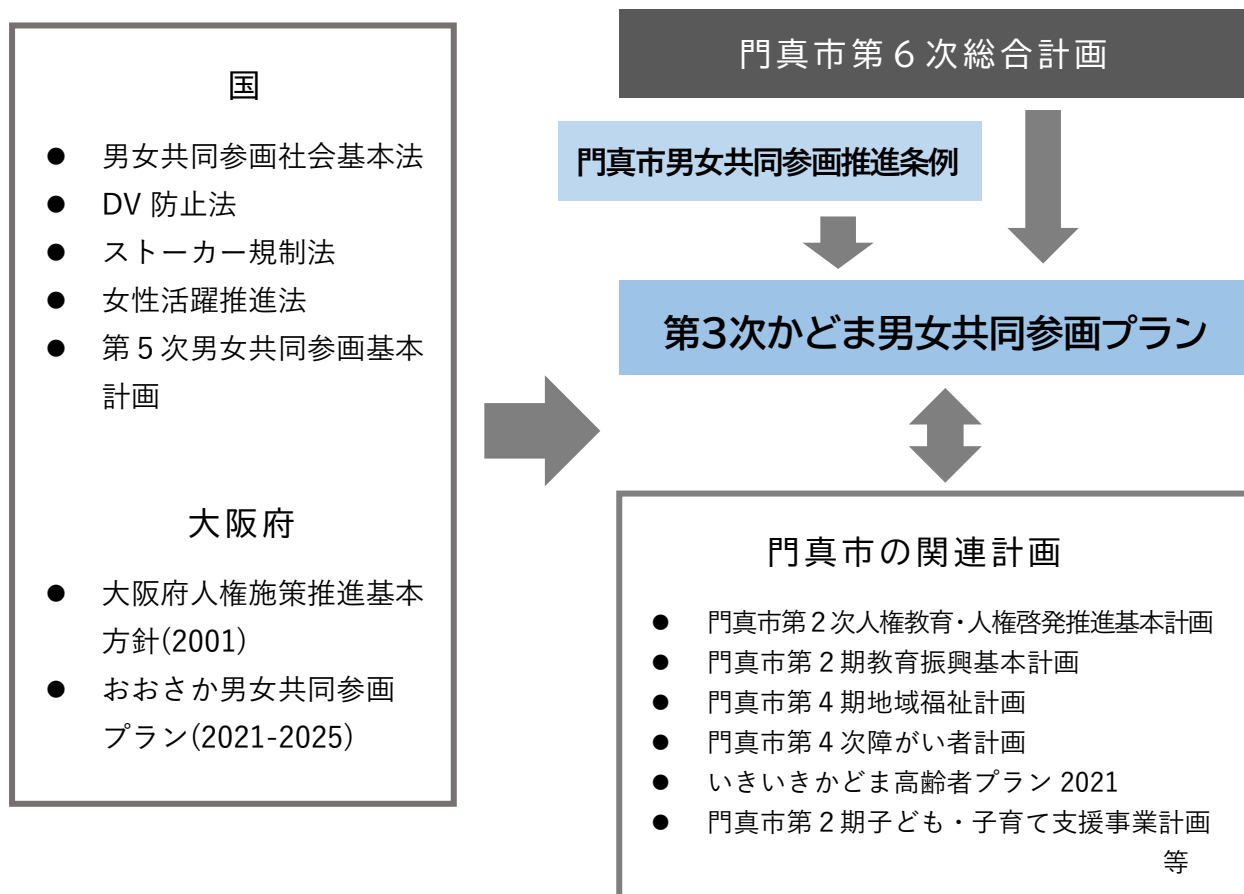 国
● 男女共同参画社会基本法
● DV 防止法
● ストーカー規制法
● 女性活躍推進法
● 第５次男女共同参画基本
計画
大阪府
● 大阪府人権施策推進基本
方針(2001)
● おおさか男女共同参画
プラン(2021-2025)
門真市第６次総合計画
門真市男女共同参画推進条例
第3次かどま男女共同参画プラン
門真市の関連計画
● 門真市第２次人権教育・人権啓発推進基本計画
● 門真市第２期教育振興基本計画
● 門真市第４期地域福祉計画
● 門真市第４次障がい者計画
● いきいきかどま高齢者プラン 2021
● 門真市第２期子ども・子育て支援事業計画
等